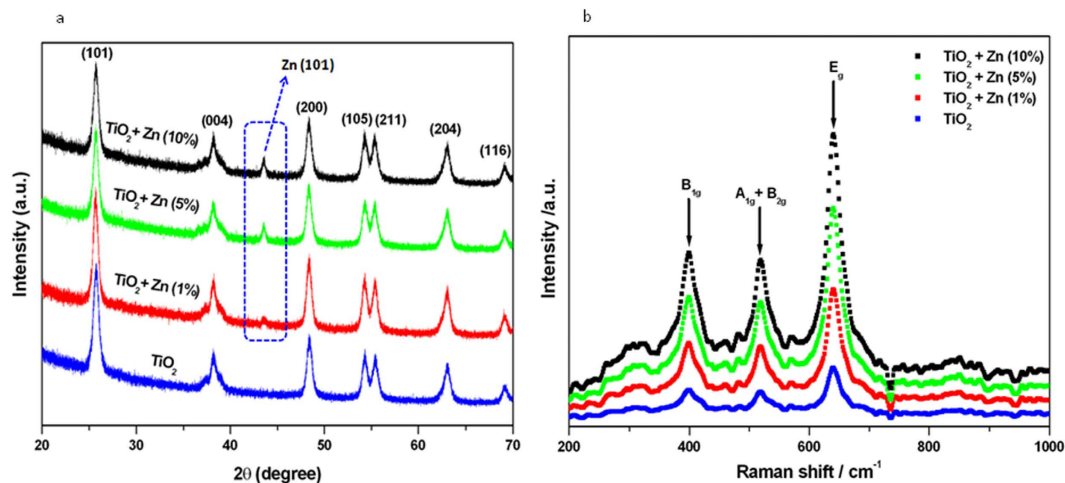 a
(101)
Zn (101)
(004)
(200)
(105)
(211)
(204)
(116)
TiO2 + Zn (10%)
TiO2 + Zn (5%)
TiO2 + Zn (1%)
TiO2
Intensity (a.u.)
20 30 40 50 60 70
2θ (degree)
b
TiO2 + Zn (10%)
TiO2 + Zn (5%)
TiO2 + Zn (1%)
TiO2
Eg
B1g
A1g + B2g
Intensity /a.u.
200 400 600 800 1000
Raman shift / cm-1